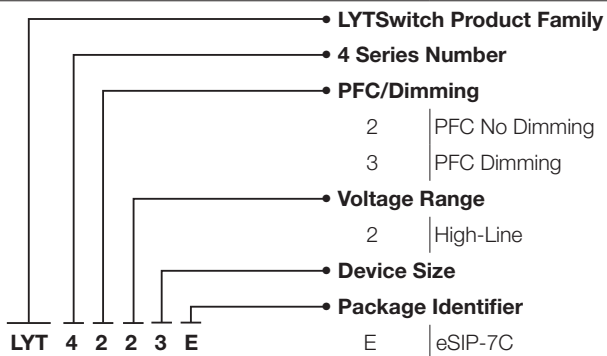 LYTSwitch Product Family
4 Series Number
PFC/Dimming
2 PFC No Dimming
3 PFC Dimming
Voltage Range
2 High-Line
Device Size
Package Identifier
LYT 4 2 2 3 E
E eSIP-7C